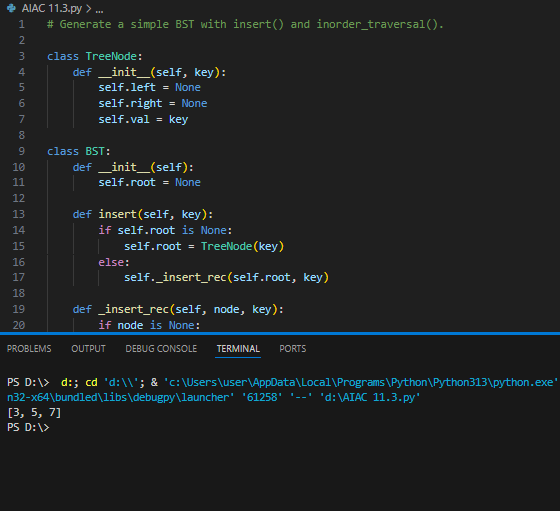 AIAC 11.3.py > ...
1 # Generate a simple BST with insert() and inorder_traversal().
2
3 class TreeNode:
4     def __init__(self, key):
5         self.left = None
6         self.right = None
7         self.val = key
8
9 class BST:
10     def __init__(self):
11         self.root = None
12
13     def insert(self, key):
14         if self.root is None:
15             self.root = TreeNode(key)
16         else:
17             self._insert_rec(self.root, key)
18
19     def _insert_rec(self, node, key):
20         if node is None:
PROBLEMS OUTPUT DEBUG CONSOLE TERMINAL PORTS
PS D:\>  d:; cd 'd:\\'; & 'c:\Users\user\AppData\Local\Programs\Python\Python313\python.exe'
n32-x64\bundled\libs\debugpy\launcher' '61258' '--' 'd:\AIAC 11.3.py'
[3, 5, 7]
PS D:\>